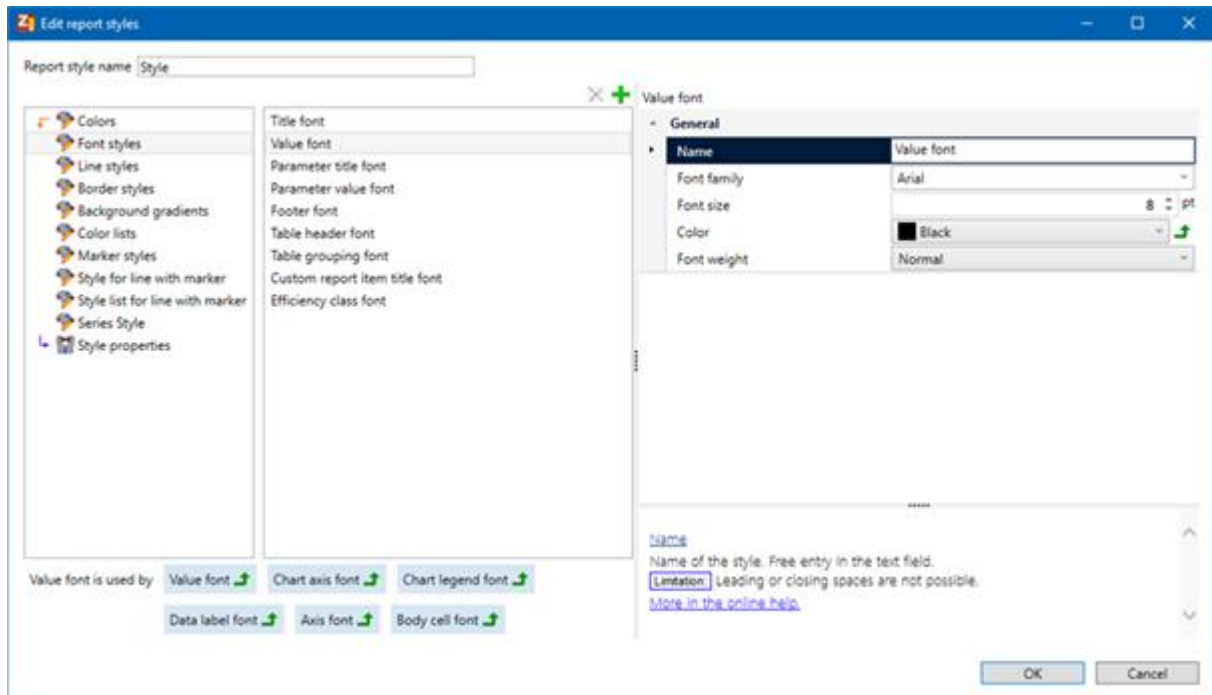 Edit report styles
Report style name Style
Colors
Font styles
Line styles
Border styles
Background gradients
Color lists
Marker styles
Style for line with marker
Style list for line with marker
Series Style
Style properties
Title font
Value font
Parameter title font
Parameter value font
Footer font
Table header font
Table grouping font
Custom report item title font
Efficiency class font
Value font
General
Name Value font
Font family Arial
Font size 8 pt
Color Black
Font weight Normal
Name
Name of the style. Free entry in the text field.
Limitation Leading or closing spaces are not possible.
More in the online help.
Value font is used by Value font Chart axis font Chart legend font
Data label font Axis font Body cell font
OK Cancel